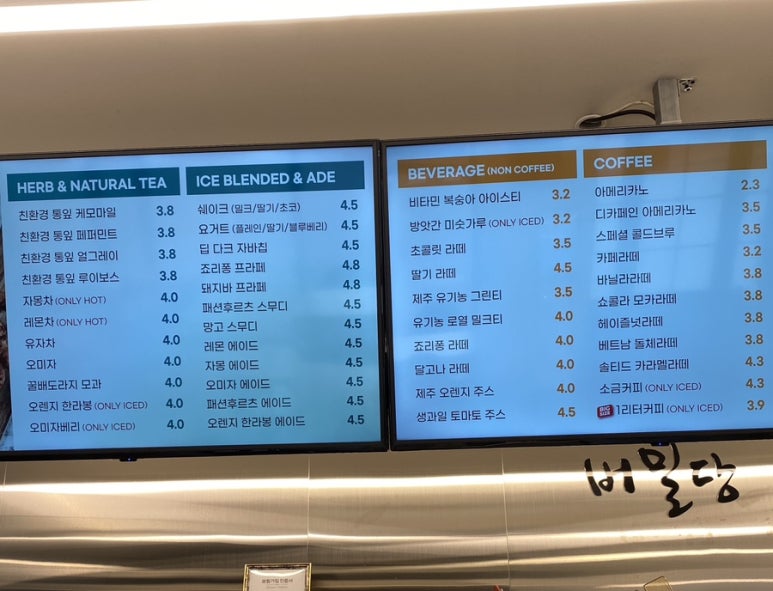 HERB & NATURAL TEA
친환경 통잎 케모마일 3.8
친환경 통잎 페퍼민트 3.8
친환경 통잎 얼그레이 3.8
친환경 통잎 루이보스 3.8
자몽차 (ONLY HOT) 4.0
레몬차 (ONLY HOT) 4.0
유자차 4.0
오미자 4.0
꿀배도라지 모과 4.0
오렌지 한라봉 (ONLY ICED) 4.0
오미자베리 (ONLY ICED) 4.0
ICE BLENDED & ADE
쉐이크 (밀크/딸기/초코) 4.5
요거트 (플레인/딸기/블루베리) 4.5
딥 다크 자바칩 4.5
죠리퐁 프라페 4.8
돼지바 프라페 4.8
패션후르츠 스무디 4.5
망고 스무디 4.5
레몬 에이드 4.5
자몽 에이드 4.5
오미자 에이드 4.5
패션후르츠 에이드 4.5
오렌지 한라봉 에이드 4.5
BEVERAGE (NON COFFEE)
비타민 복숭아 아이스티 3.2
방앗간 미숫가루 (ONLY ICED) 3.2
초콜릿 라떼 3.5
딸기 라떼 4.5
제주 유기농 그린티 3.5
유기농 로열 밀크티 4.0
죠리퐁 라떼 4.0
달고나 라떼 4.0
제주 오렌지 주스 4.0
생과일 토마토 주스 4.5
COFFEE
아메리카노 2.3
디카페인 아메리카노 3.5
스페셜 콜드브루 3.5
카페라떼 3.2
바닐라라떼 3.8
쇼콜라 모카라떼 3.8
헤이즐넛라떼 3.8
베트남 돌체라떼 3.8
솔티드 카라멜라떼 4.3
소금커피 (ONLY ICED) 4.3
BIG SIZE 1리터커피 (ONLY ICED) 3.9
버밀당